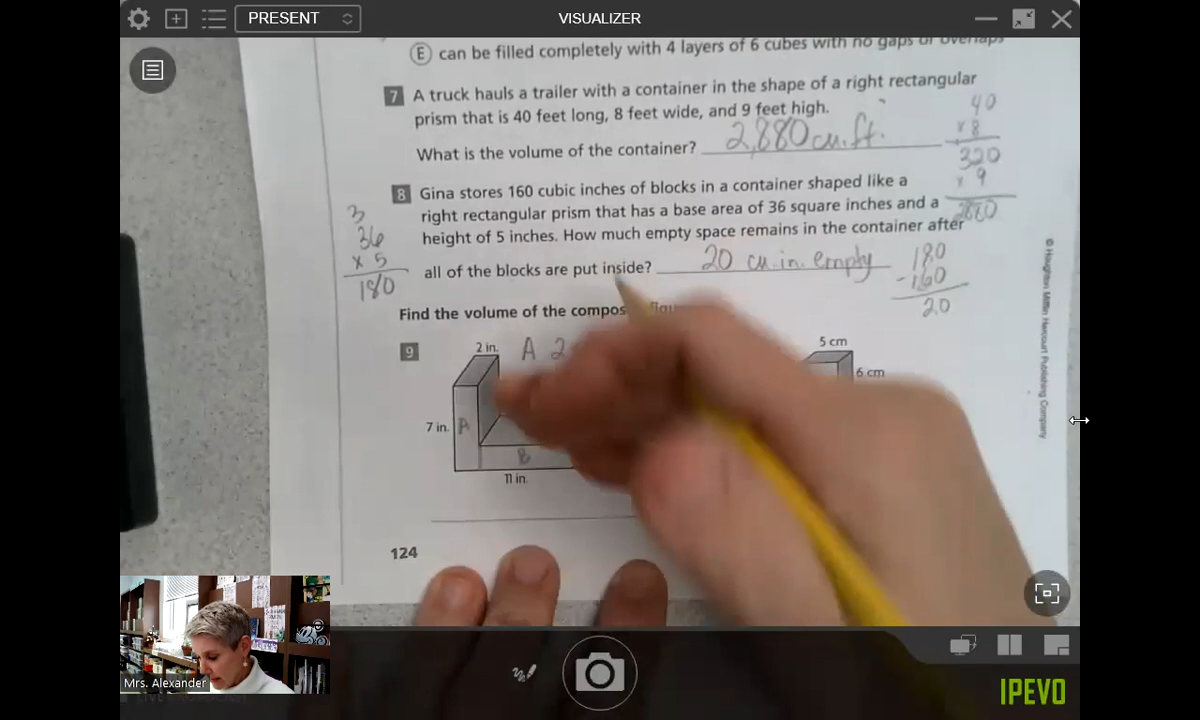 PRESENT
VISUALIZER
E can be filled completely with 4 layers of 6 cubes with no gaps or overlaps
7 A truck hauls a trailer with a container in the shape of a right rectangular
prism that is 40 feet long, 8 feet wide, and 9 feet high.
What is the volume of the container? 2,880 cu. ft.
40
x 8
320
x 9
2880
8 Gina stores 160 cubic inches of blocks in a container shaped like a
right rectangular prism that has a base area of 36 square inches and a
height of 5 inches. How much empty space remains in the container after
all of the blocks are put inside? 20 cu. in. empty
3
36
x 5
180
180
-160
20
Find the volume of the
9
2 in.
A 2
7 in.
A
B
11 in.
5 cm
6 cm
124
© Houghton Mifflin Harcourt Publishing Company
Mrs. Alexander
IPEVO